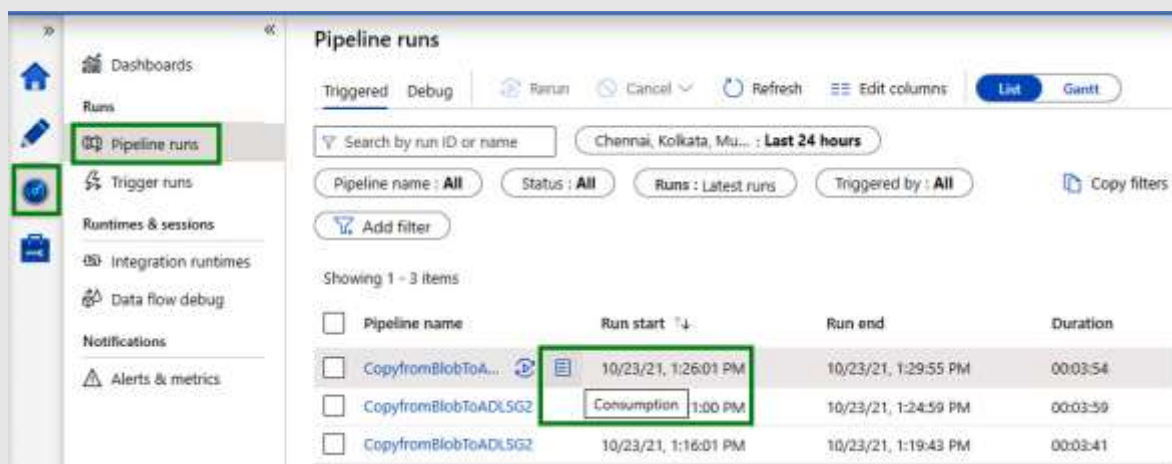 Dashboards
Runs
Pipeline runs
Trigger runs
Runtimes & sessions
Integration runtimes
Data flow debug
Notifications
Alerts & metrics
Pipeline runs
Triggered Debug Rerun Cancel Refresh Edit columns List Gantt
Search by run ID or name Chennai, Kolkata, Mu... : Last 24 hours
Pipeline name : All Status : All Runs : Latest runs Triggered by : All Copy filters
Add filter
Showing 1 - 3 items
Pipeline name Run start Run end Duration
CopyfromBlobToA... 10/23/21, 1:26:01 PM 10/23/21, 1:29:55 PM 00:03:54
CopyfromBlobToADLSG2 Consumption 1:00 PM 10/23/21, 1:24:59 PM 00:03:59
CopyfromBlobToADLSG2 10/23/21, 1:16:01 PM 10/23/21, 1:19:43 PM 00:03:41